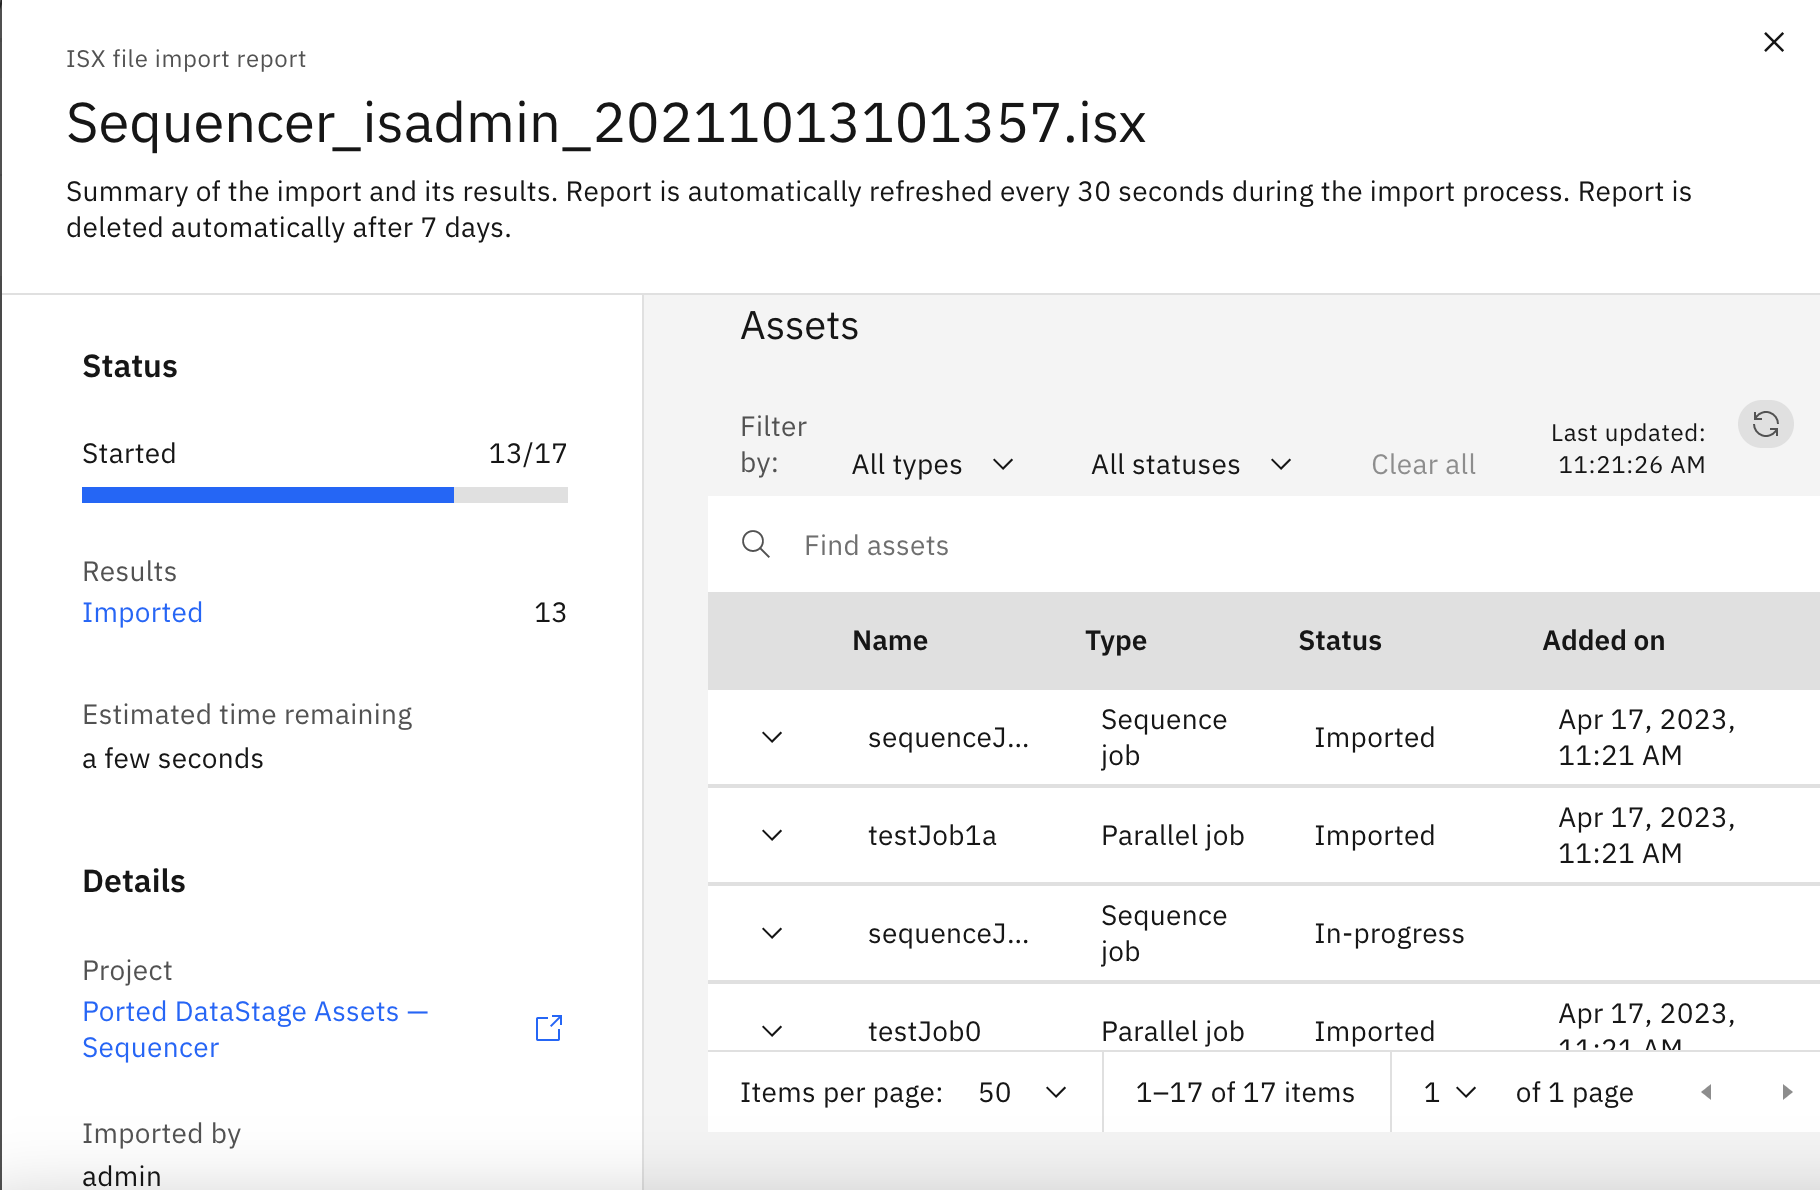 ISX file import report
Sequencer_isadmin_20211013101357.isx
Summary of the import and its results. Report is automatically refreshed every 30 seconds during the import process. Report is
deleted automatically after 7 days.
Status
Started 13/17
Results
Imported 13
Estimated time remaining
a few seconds
Details
Project
Ported DataStage Assets —
Sequencer
Imported by
admin
Assets
Filter
by:
All types
All statuses
Clear all
Last updated:
11:21:26 AM
Find assets
Name Type Status Added on
sequenceJ... Sequence job Imported Apr 17, 2023, 11:21 AM
testJob1a Parallel job Imported Apr 17, 2023, 11:21 AM
sequenceJ... Sequence job In-progress
testJob0 Parallel job Imported Apr 17, 2023, 11:21 AM
Items per page: 50 1–17 of 17 items 1 of 1 page